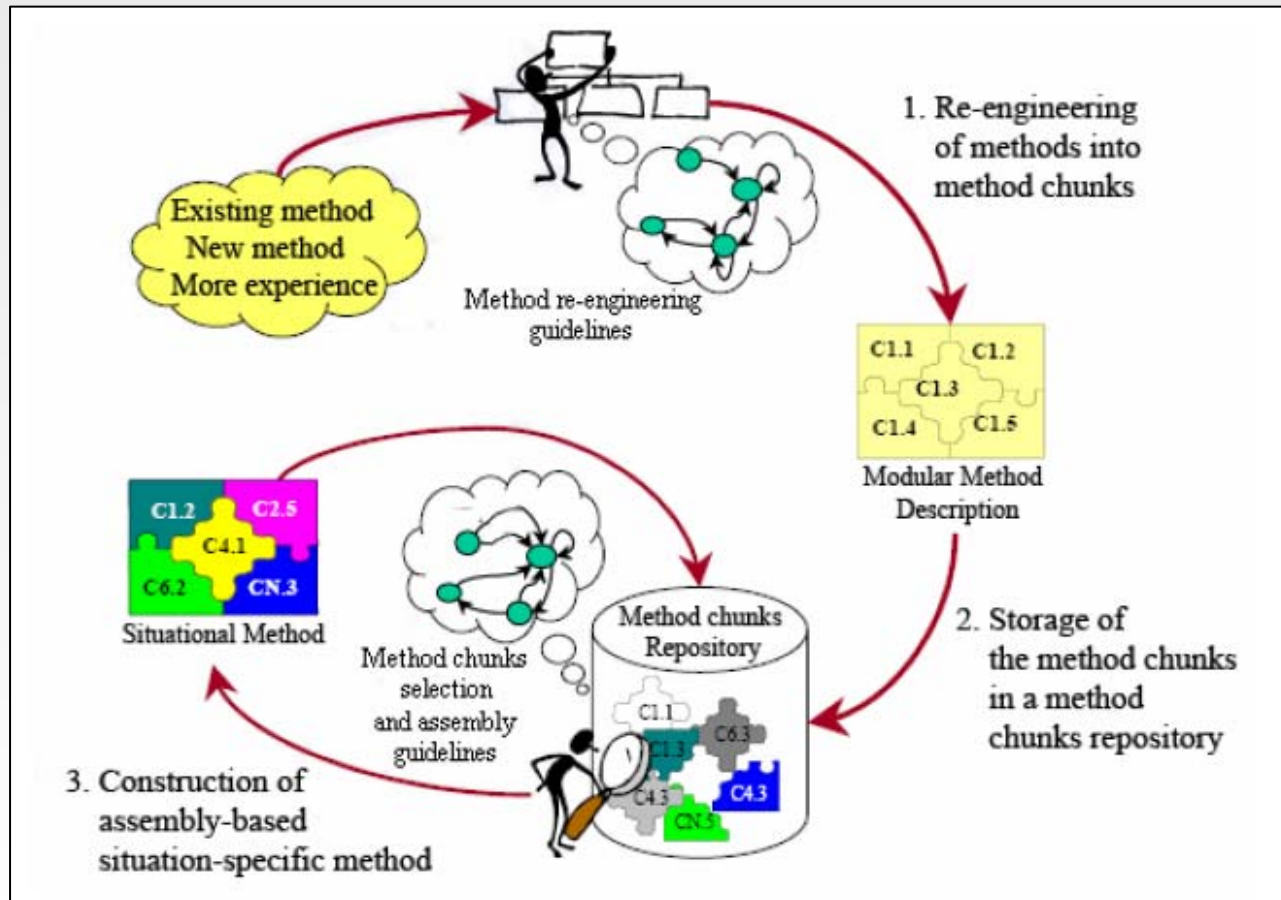 1. Re-engineering
of methods into
method chunks
Existing method
New method
More experience
Method re-engineering
guidelines
C1.1
C1.2
C1.3
C1.4
C1.5
Modular Method
Description
C1.2
C2.5
C4.1
C6.2
CN.3
Situational Method
Method chunks
selection
and assembly
guidelines
Method chunks
Repository
C1.1
C1.3
C6.3
C4.3
C4.3
CN.5
2. Storage of
the method chunks
in a method
chunks repository
3. Construction of
assembly-based
situation-specific method